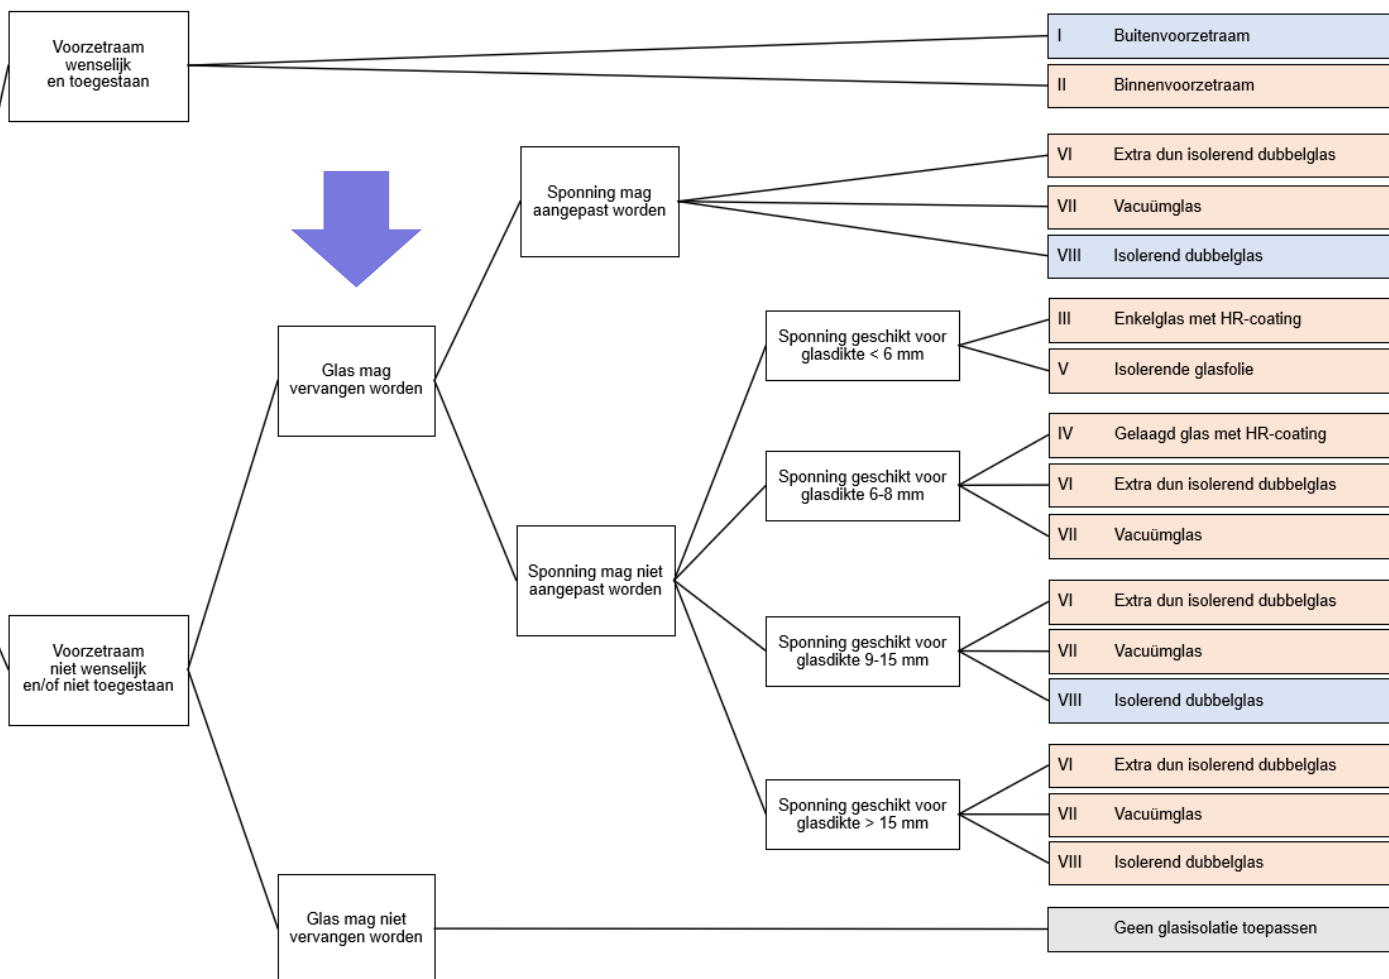 Voorzetraam
wenselijk
en toegestaan
I Buitenvoorzetraam
II Binnenvoorzetraam
Sponning mag
aangepast worden
VI Extra dun isolerend dubbelglas
VII Vacuümglas
VIII Isolerend dubbelglas
Glas mag
vervangen worden
Sponning geschikt voor
glasdikte < 6 mm
III Enkelglas met HR-coating
V Isolerende glasfolie
Sponning geschikt voor
glasdikte 6-8 mm
IV Gelaagd glas met HR-coating
VI Extra dun isolerend dubbelglas
VII Vacuümglas
Sponning mag niet
aangepast worden
Sponning geschikt voor
glasdikte 9-15 mm
VI Extra dun isolerend dubbelglas
VII Vacuümglas
VIII Isolerend dubbelglas
Voorzetraam
niet wenselijk
en/of niet toegestaan
Sponning geschikt voor
glasdikte > 15 mm
VI Extra dun isolerend dubbelglas
VII Vacuümglas
VIII Isolerend dubbelglas
Glas mag niet
vervangen worden
Geen glasisolatie toepassen